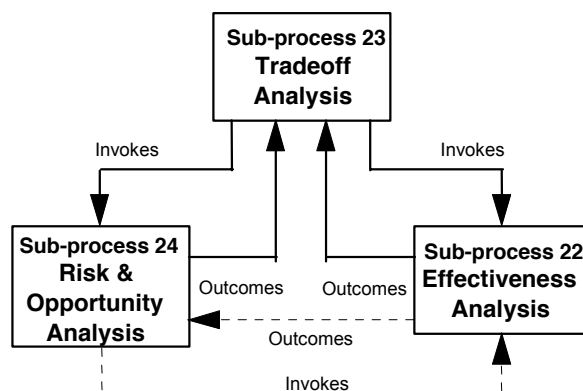 Sub-process 23
Tradeoff
Analysis
Invokes
Invokes
Sub-process 24
Risk &
Opportunity
Analysis
Outcomes
Outcomes
Sub-process 22
Effectiveness
Analysis
Outcomes
Invokes